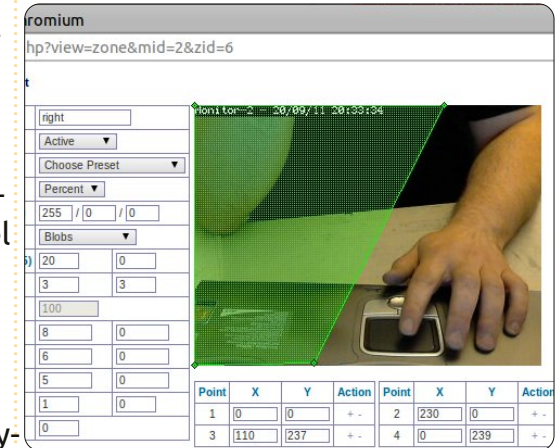 romium
hp?view=zone&mid=2&zid=6
t
right
Active
Choose Preset
Percent
255 / 0 / 0
Blobs
) 20 0
3 3
100
8 0
6 0
5 0
1 0
0
Monitor-2 - 20/09/11 20:33:34
Point X Y Action Point X Y Action
1 0 0 + - 2 230 0 + -
3 110 237 + - 4 0 239 + -
-
ol
y-